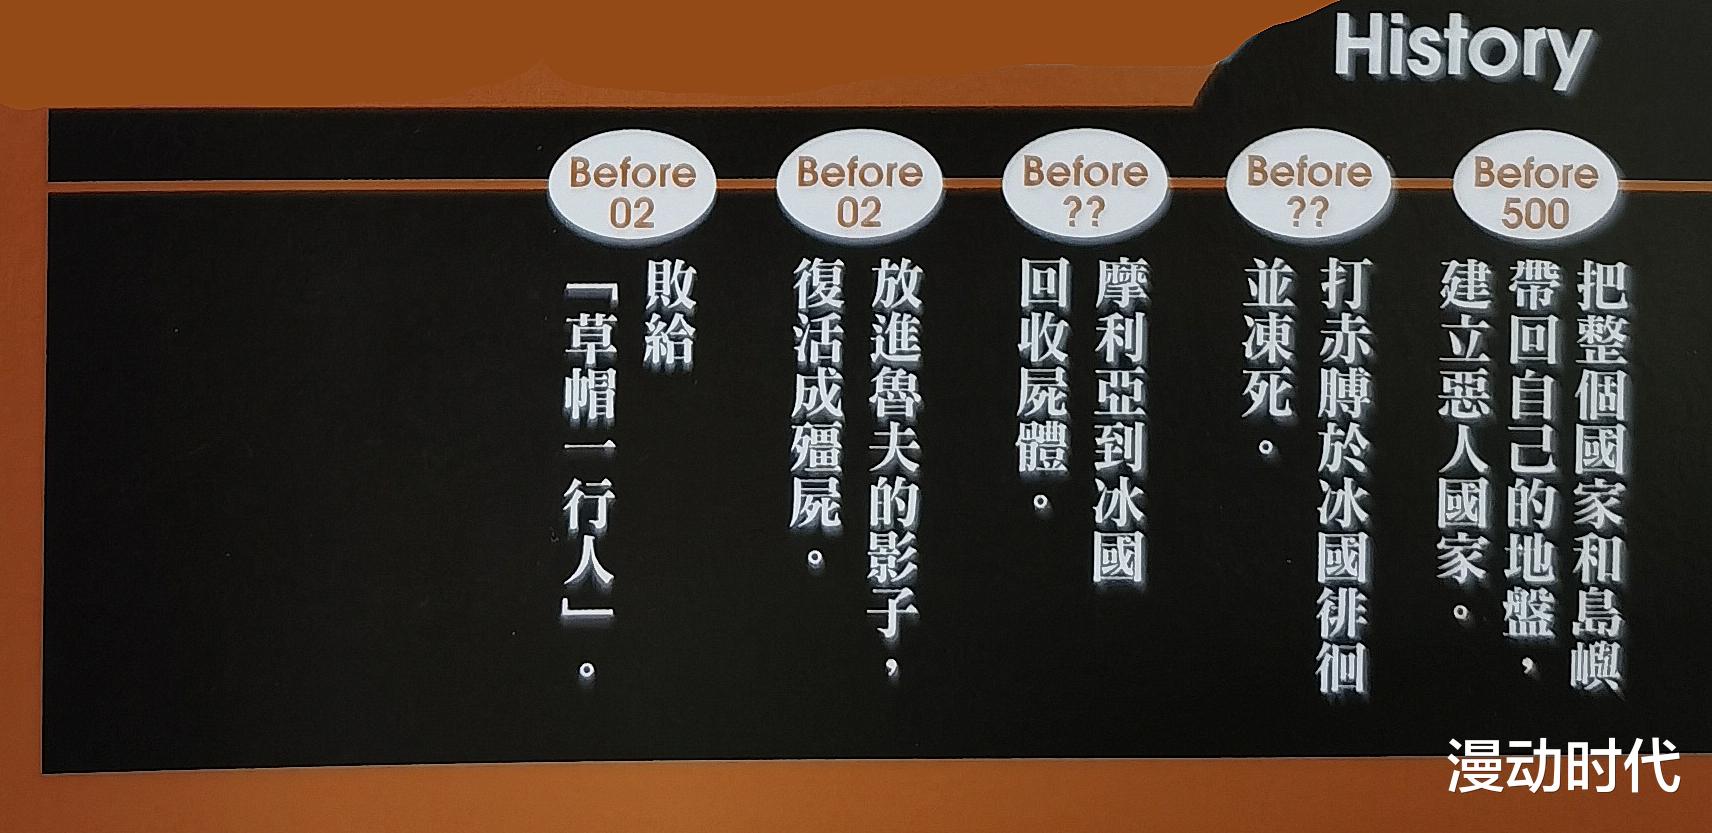 History
Before
500
把整個國家和島嶼
帶回自己的地盤，
建立惡人國家。
Before
??
打赤膊於冰國徘徊
並凍死。
Before
??
摩利亞到冰國
回收屍體。
Before
02
放進魯夫的影子，
復活成殭屍。
Before
02
敗給
「草帽一行人」。
漫动时代